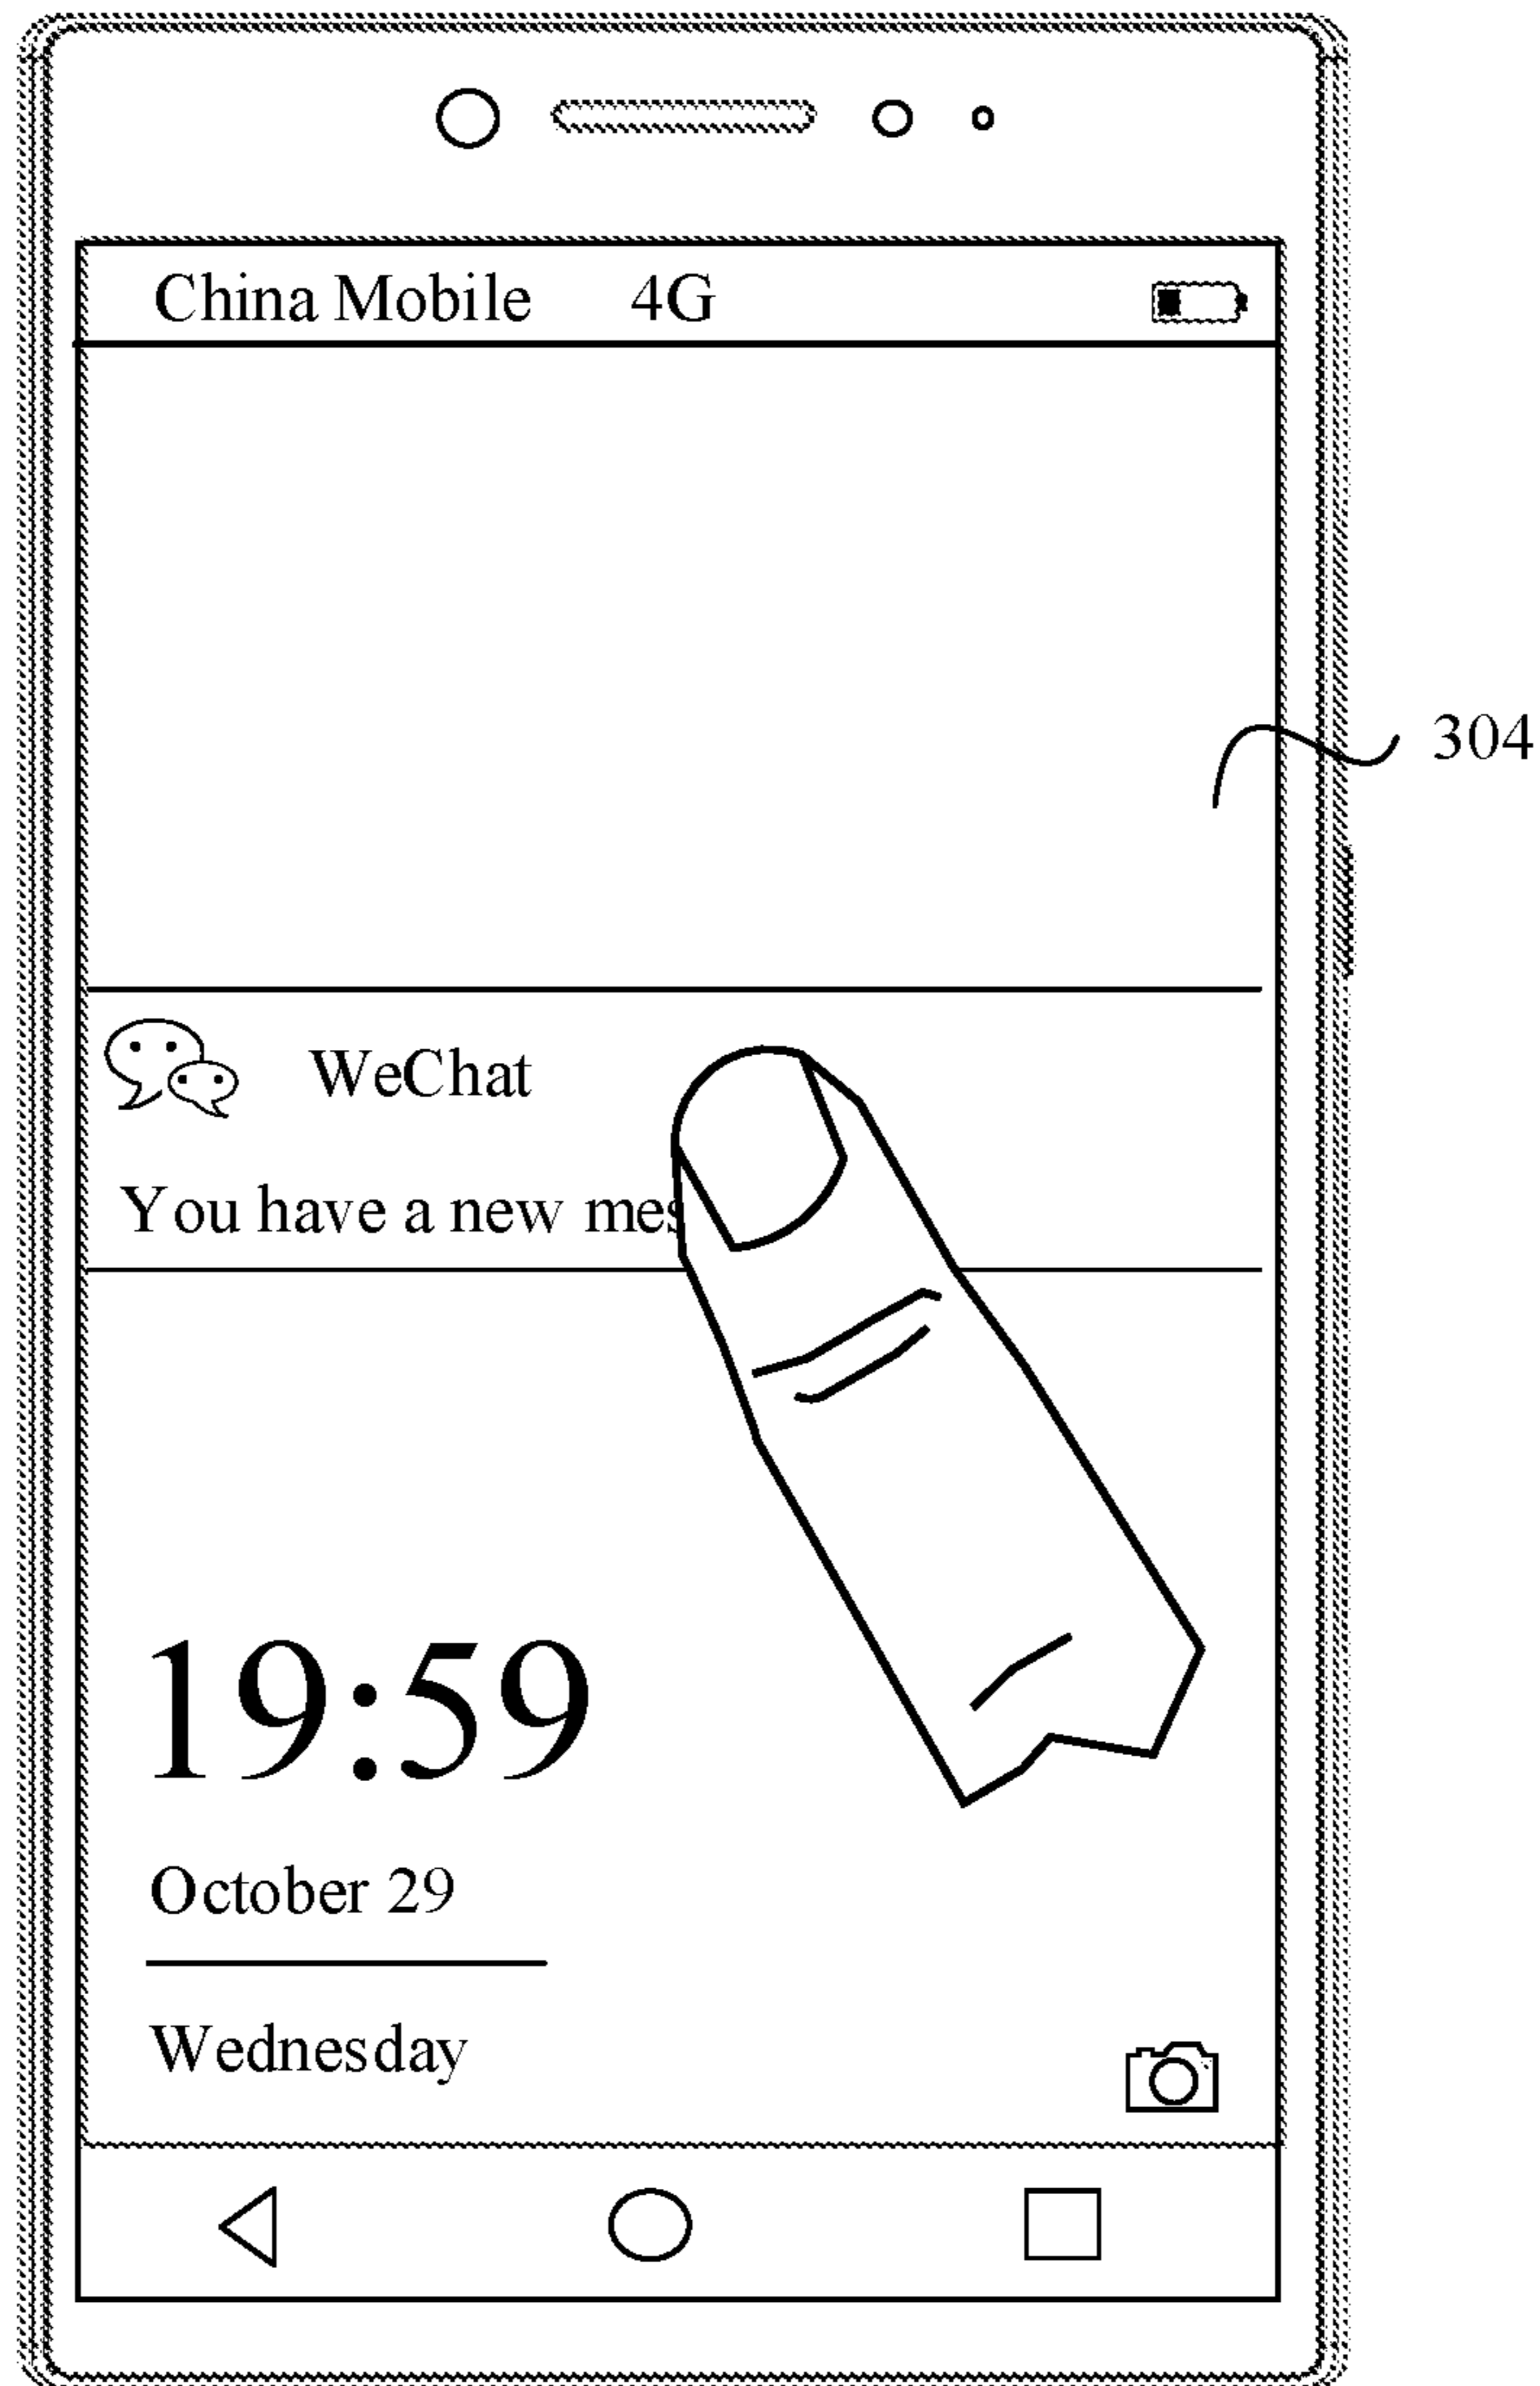 China Mobile 4G
304
WeChat
You have a new mes
19:59
October 29
Wednesday